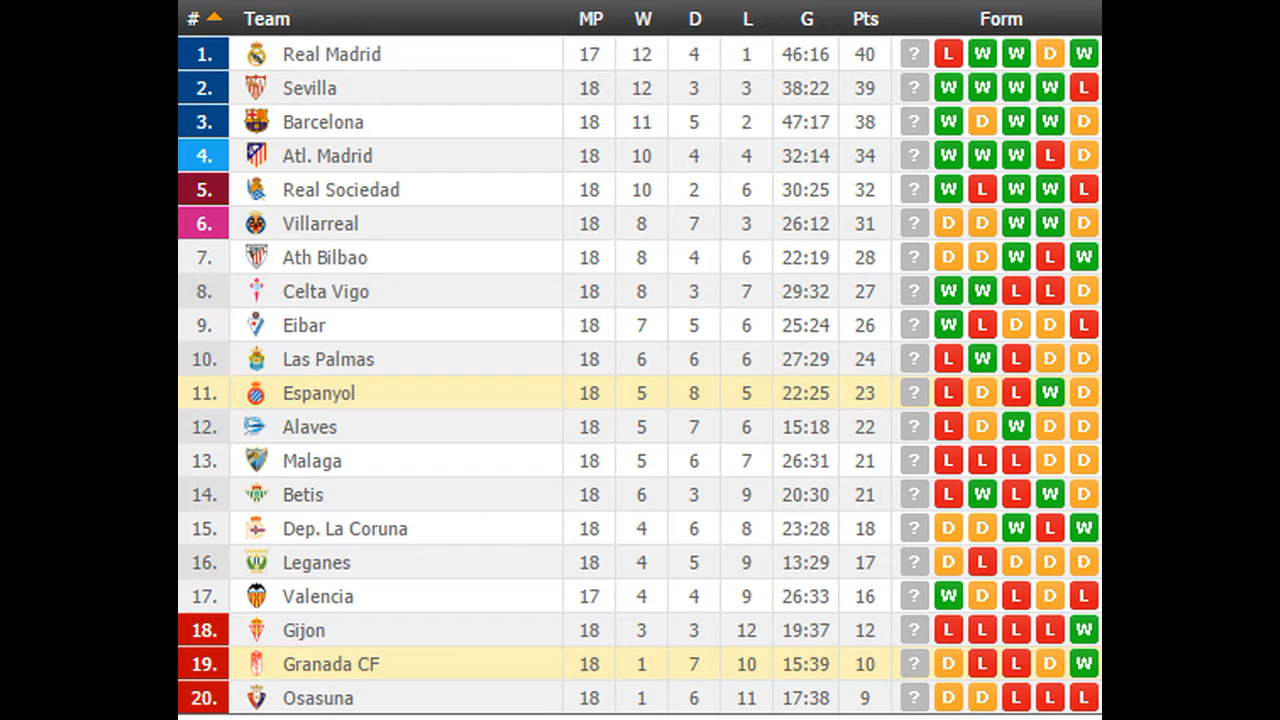 # Team MP W D L G Pts Form
1. Real Madrid 17 12 4 1 46:16 40 ? L W W D W
2. Sevilla 18 12 3 3 38:22 39 ? W W W W L
3. Barcelona 18 11 5 2 47:17 38 ? W D W W D
4. Atl. Madrid 18 10 4 4 32:14 34 ? W W W L D
5. Real Sociedad 18 10 2 6 30:25 32 ? W L W W L
6. Villarreal 18 8 7 3 26:12 31 ? D D W W D
7. Ath Bilbao 18 8 4 6 22:19 28 ? D D W L W
8. Celta Vigo 18 8 3 7 29:32 27 ? W W L L D
9. Eibar 18 7 5 6 25:24 26 ? W L D D L
10. Las Palmas 18 6 6 6 27:29 24 ? L W L D D
11. Espanyol 18 5 8 5 22:25 23 ? L D L W D
12. Alaves 18 5 7 6 15:18 22 ? L D W D D
13. Malaga 18 5 6 7 26:31 21 ? L L L D D
14. Betis 18 6 3 9 20:30 21 ? L W L W D
15. Dep. La Coruna 18 4 6 8 23:28 18 ? D D W L W
16. Leganes 18 4 5 9 13:29 17 ? D L D D D
17. Valencia 17 4 4 9 26:33 16 ? W D L D L
18. Gijon 18 3 3 12 19:37 12 ? L L L L W
19. Granada CF 18 1 7 10 15:39 10 ? D L L D W
20. Osasuna 18 1 6 11 17:38 9 ? D D L L L